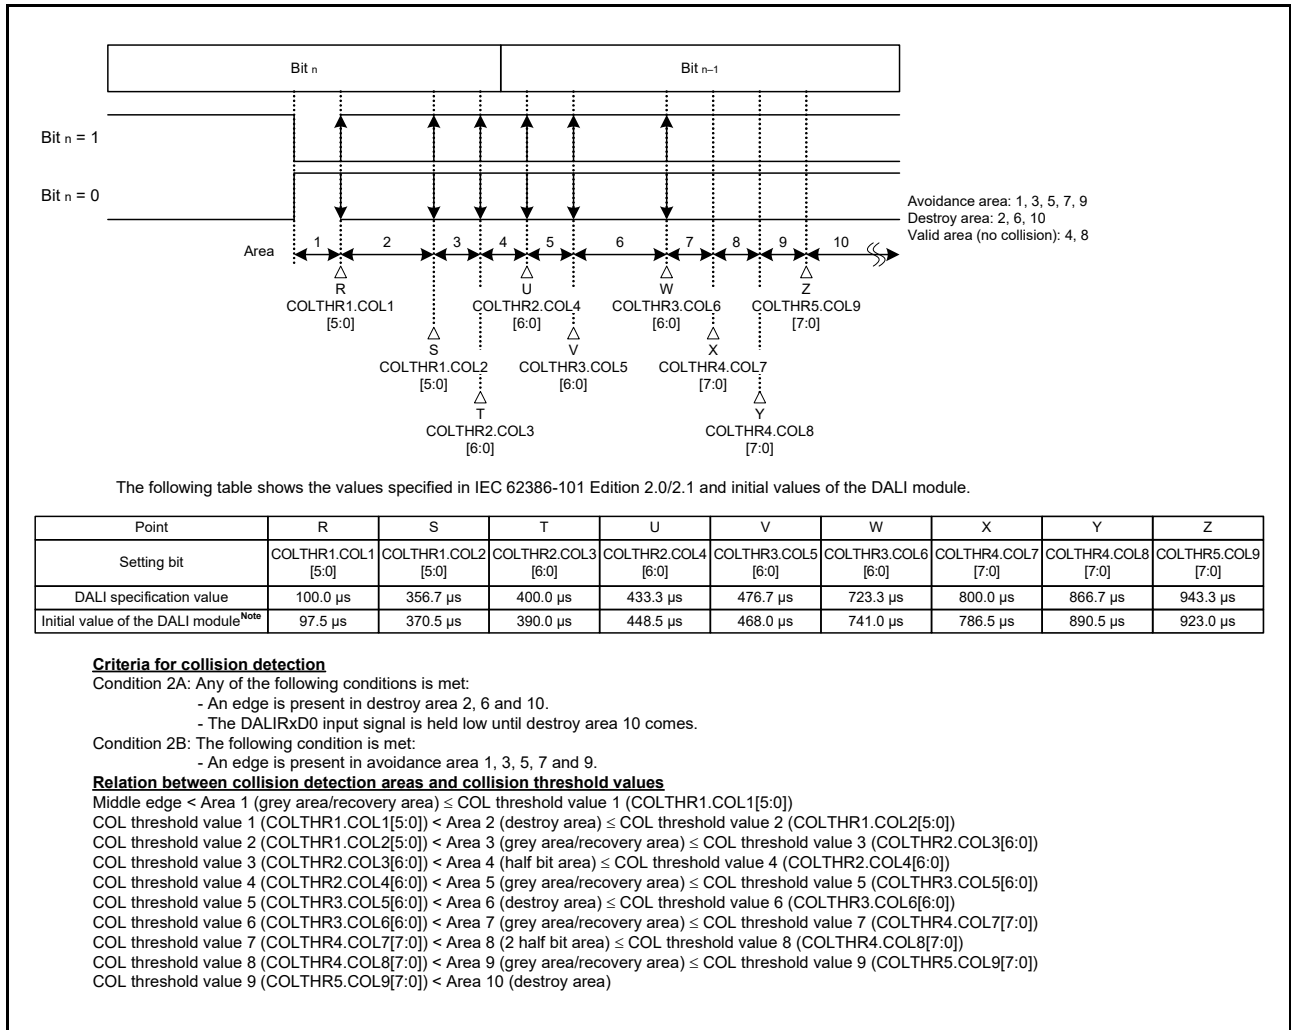 Bit n Bit n–1
Bit n = 1
Bit n = 0
Avoidance area: 1, 3, 5, 7, 9
Destroy area: 2, 6, 10
Valid area (no collision): 4, 8
Area 1 2 3 4 5 6 7 8 9 10
R U W Z
COLTHR1.COL1 COLTHR2.COL4 COLTHR3.COL6 COLTHR5.COL9
[5:0] [6:0] [6:0] [7:0]
S V X
COLTHR1.COL2 COLTHR3.COL5 COLTHR4.COL7
[5:0] [6:0] [7:0]
T Y
COLTHR2.COL3 COLTHR4.COL8
[6:0] [7:0]
The following table shows the values specified in IEC 62386-101 Edition 2.0/2.1 and initial values of the DALI module.
Point R S T U V W X Y Z
Setting bit COLTHR1.COL1 [5:0] COLTHR1.COL2 [5:0] COLTHR2.COL3 [6:0] COLTHR2.COL4 [6:0] COLTHR3.COL5 [6:0] COLTHR3.COL6 [6:0] COLTHR4.COL7 [7:0] COLTHR4.COL8 [7:0] COLTHR5.COL9 [7:0]
DALI specification value 100.0 µs 356.7 µs 400.0 µs 433.3 µs 476.7 µs 723.3 µs 800.0 µs 866.7 µs 943.3 µs
Initial value of the DALI module Note 97.5 µs 370.5 µs 390.0 µs 448.5 µs 468.0 µs 741.0 µs 786.5 µs 890.5 µs 923.0 µs
Criteria for collision detection
Condition 2A: Any of the following conditions is met:
- An edge is present in destroy area 2, 6 and 10.
- The DALIRxD0 input signal is held low until destroy area 10 comes.
Condition 2B: The following condition is met:
- An edge is present in avoidance area 1, 3, 5, 7 and 9.
Relation between collision detection areas and collision threshold values
Middle edge < Area 1 (grey area/recovery area) ≤ COL threshold value 1 (COLTHR1.COL1[5:0])
COL threshold value 1 (COLTHR1.COL1[5:0]) < Area 2 (destroy area) ≤ COL threshold value 2 (COLTHR1.COL2[5:0])
COL threshold value 2 (COLTHR1.COL2[5:0]) < Area 3 (grey area/recovery area) ≤ COL threshold value 3 (COLTHR2.COL3[6:0])
COL threshold value 3 (COLTHR2.COL3[6:0]) < Area 4 (half bit area) ≤ COL threshold value 4 (COLTHR2.COL4[6:0])
COL threshold value 4 (COLTHR2.COL4[6:0]) < Area 5 (grey area/recovery area) ≤ COL threshold value 5 (COLTHR3.COL5[6:0])
COL threshold value 5 (COLTHR3.COL5[6:0]) < Area 6 (destroy area) ≤ COL threshold value 6 (COLTHR3.COL6[6:0])
COL threshold value 6 (COLTHR3.COL6[6:0]) < Area 7 (grey area/recovery area) ≤ COL threshold value 7 (COLTHR4.COL7[7:0])
COL threshold value 7 (COLTHR4.COL7[7:0]) < Area 8 (2 half bit area) ≤ COL threshold value 8 (COLTHR4.COL8[7:0])
COL threshold value 8 (COLTHR4.COL8[7:0]) < Area 9 (grey area/recovery area) ≤ COL threshold value 9 (COLTHR5.COL9[7:0])
COL threshold value 9 (COLTHR5.COL9[7:0]) < Area 10 (destroy area)